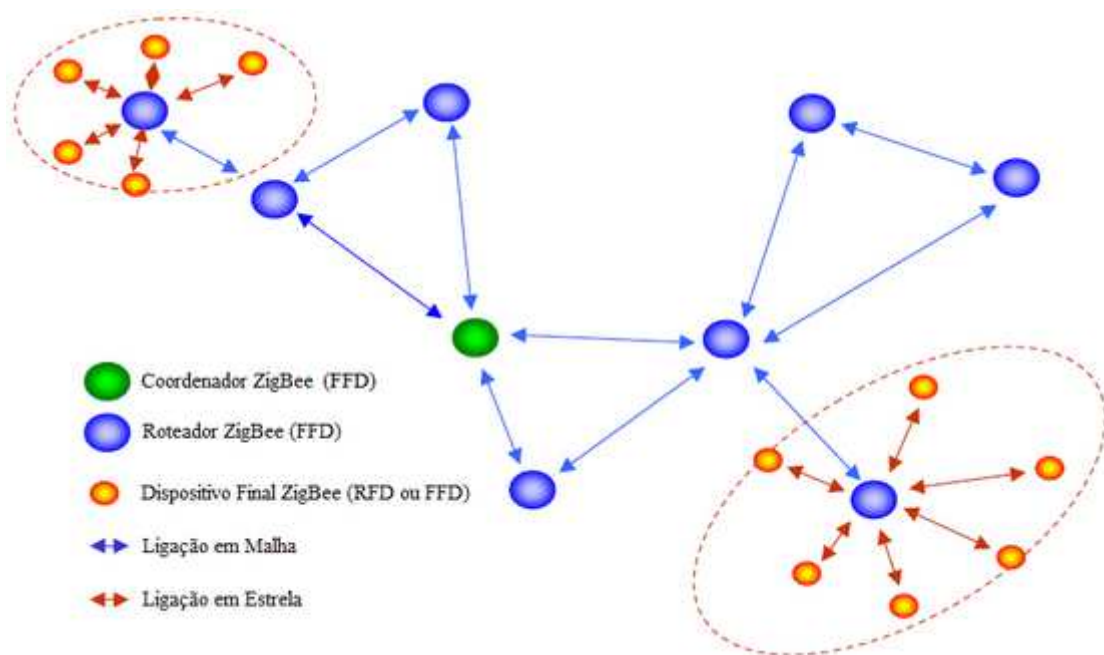 Coordenador ZigBee (FFD)
Roteador ZigBee (FFD)
Dispositivo Final ZigBee (RFD ou FFD)
Ligação em Malha
Ligação em Estrela